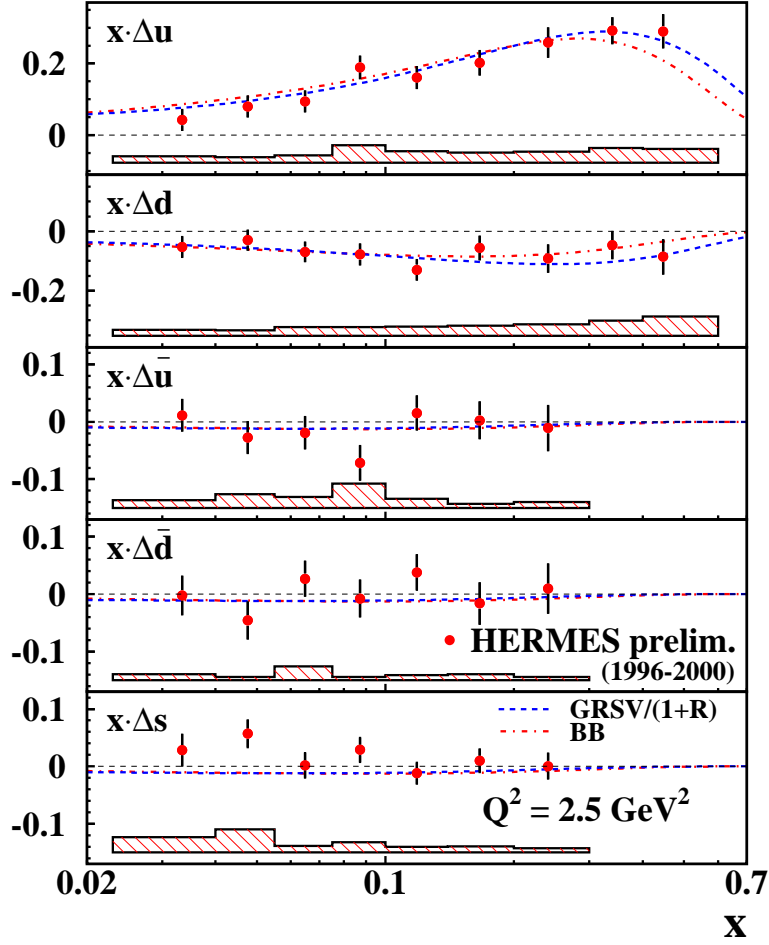 x·Δu
0.2
0
x·Δd
0
-0.2
x·Δū
0.1
0
-0.1
x·Δd̄
0.1
0
-0.1
HERMES prelim.
(1996-2000)
x·Δs
0.1
0
-0.1
GRSV/(1+R)
BB
Q² = 2.5 GeV²
0.02 0.1 0.7
x